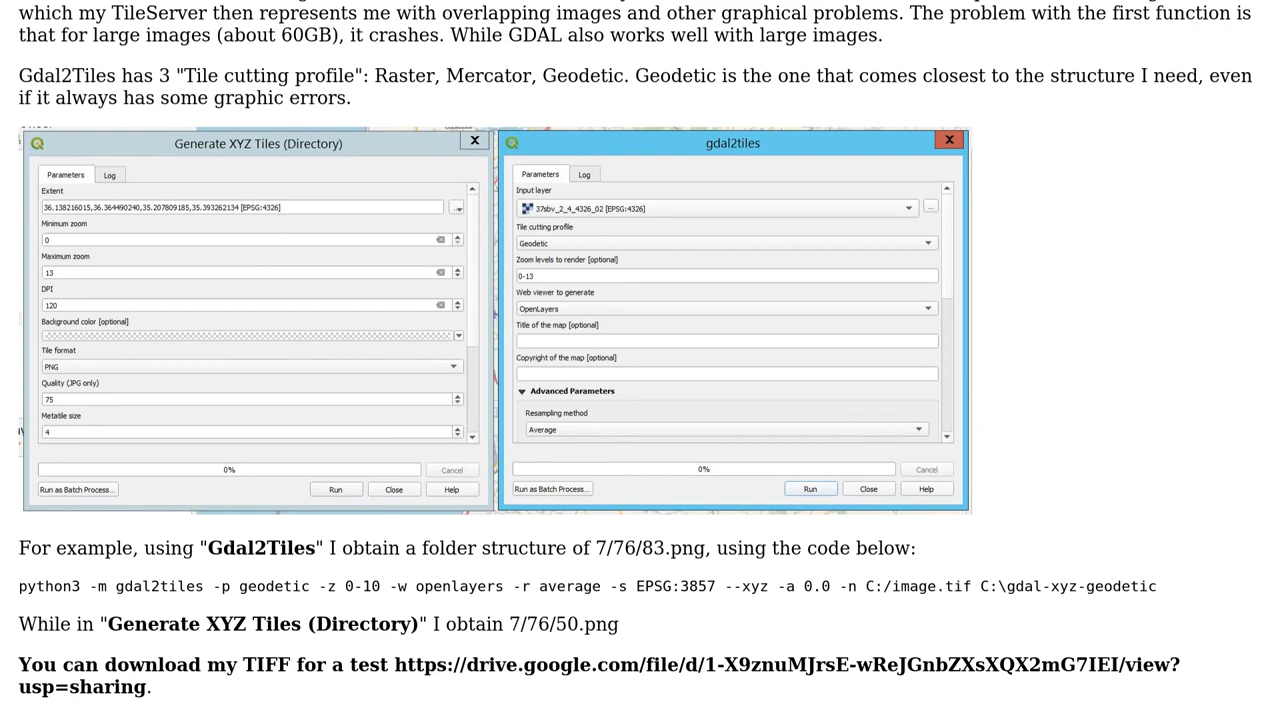 which my TileServer then represents me with overlapping images and other graphical problems. The problem with the first function is
that for large images (about 60GB), it crashes. While GDAL also works well with large images.
Gdal2Tiles has 3 "Tile cutting profile": Raster, Mercator, Geodetic. Geodetic is the one that comes closest to the structure I need, even
if it always has some graphic errors.
Generate XYZ Tiles (Directory)
X
Parameters Log
Extent
36.138216015,36.364490240,35.207809185,35.393262134 [EPSG:4326]
...
Minimum zoom
0
Maximum zoom
13
DPI
120
Background color [optional]
Tile format
PNG
Quality (JPG only)
75
Metatile size
4
0%
Cancel
Run as Batch Process...
Run
Close
Help
gdal2tiles
X
Parameters Log
Input layer
37sbv_2_4_4326_02 [EPSG:4326]
...
Tile cutting profile
Geodetic
Zoom levels to render [optional]
0-13
Web viewer to generate
OpenLayers
Title of the map [optional]
Copyright of the map [optional]
Advanced Parameters
Resampling method
Average
0%
Cancel
Run as Batch Process...
Run
Close
Help
For example, using "Gdal2Tiles" I obtain a folder structure of 7/76/83.png, using the code below:
python3 -m gdal2tiles -p geodetic -z 0-10 -w openlayers -r average -s EPSG:3857 --xyz -a 0.0 -n C:/image.tif C:\gdal-xyz-geodetic
While in "Generate XYZ Tiles (Directory)" I obtain 7/76/50.png
You can download my TIFF for a test https://drive.google.com/file/d/1-X9znuMJrsE-wReJGnbZXsXQX2mG7IEI/view?
usp=sharing.